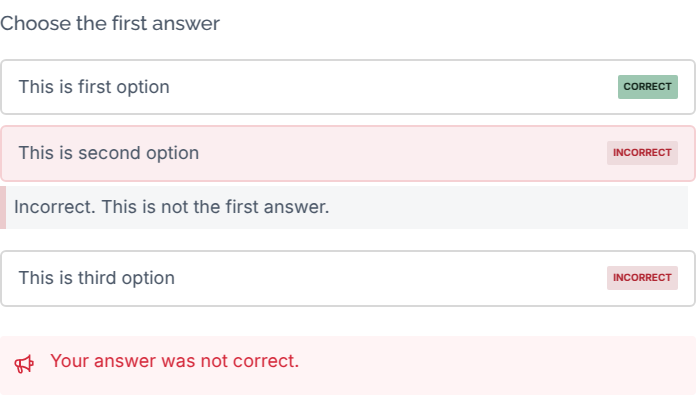 Choose the first answer
This is first option CORRECT
This is second option INCORRECT
Incorrect. This is not the first answer.
This is third option INCORRECT
Your answer was not correct.